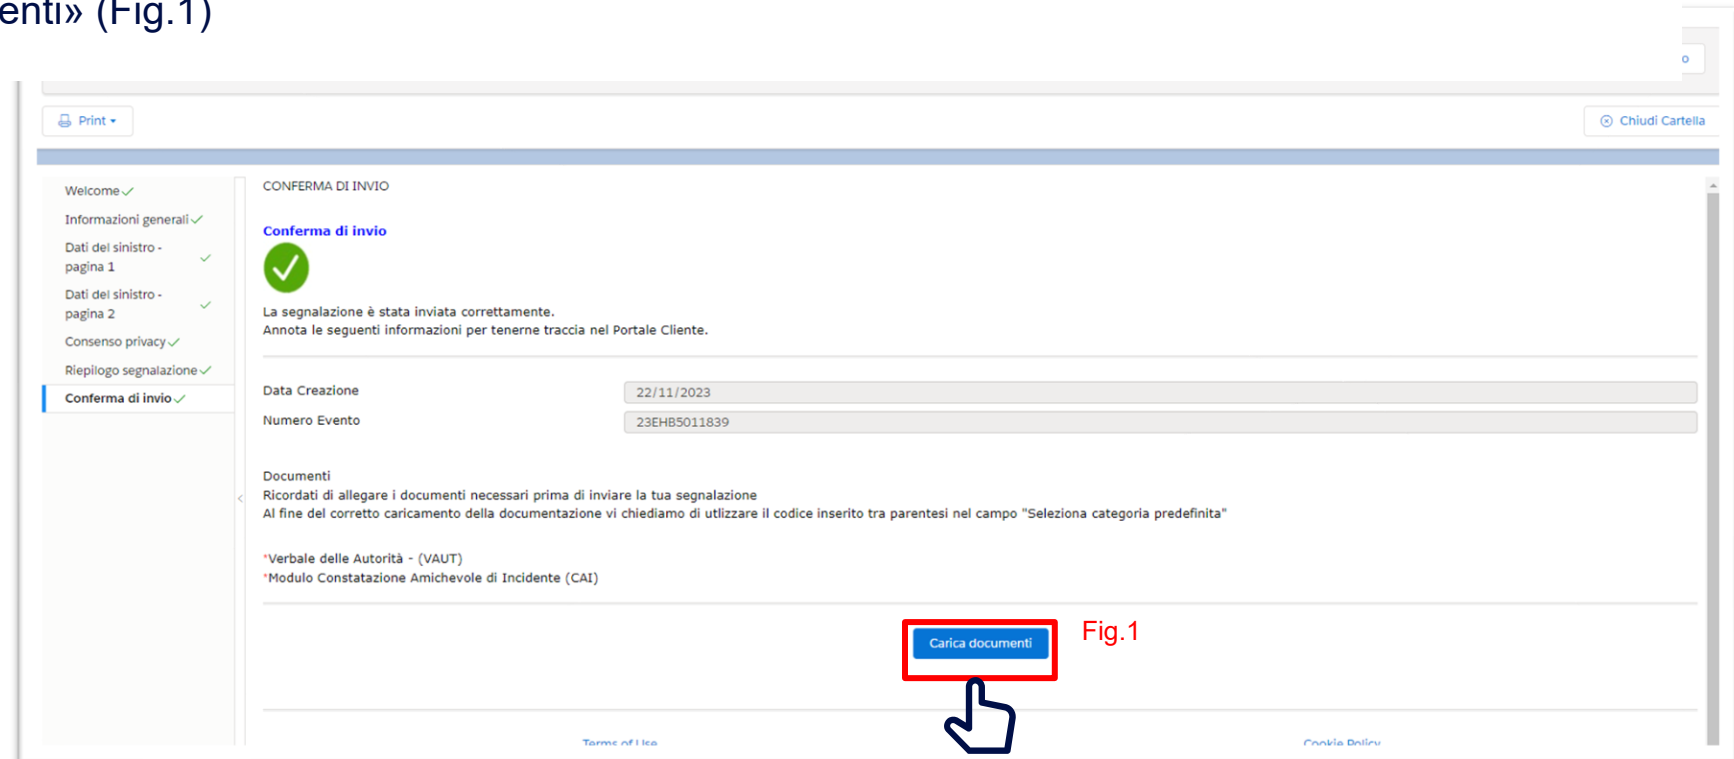 enti» (Fig.1)
o
Print
Chiudi Cartella
Welcome
Informazioni generali
Dati del sinistro -
pagina 1
Dati del sinistro -
pagina 2
Consenso privacy
Riepilogo segnalazione
Conferma di invio
CONFERMA DI INVIO
Conferma di invio
La segnalazione è stata inviata correttamente.
Annota le seguenti informazioni per tenerne traccia nel Portale Cliente.
Data Creazione
22/11/2023
Numero Evento
23EHB5011839
Documenti
Ricordati di allegare i documenti necessari prima di inviare la tua segnalazione
Al fine del corretto caricamento della documentazione vi chiediamo di utlizzare il codice inserito tra parentesi nel campo "Seleziona categoria predefinita"
*Verbale delle Autorità - (VAUT)
*Modulo Constatazione Amichevole di Incidente (CAI)
Carica documenti
Fig.1
Terms of Use
Cookie Policy